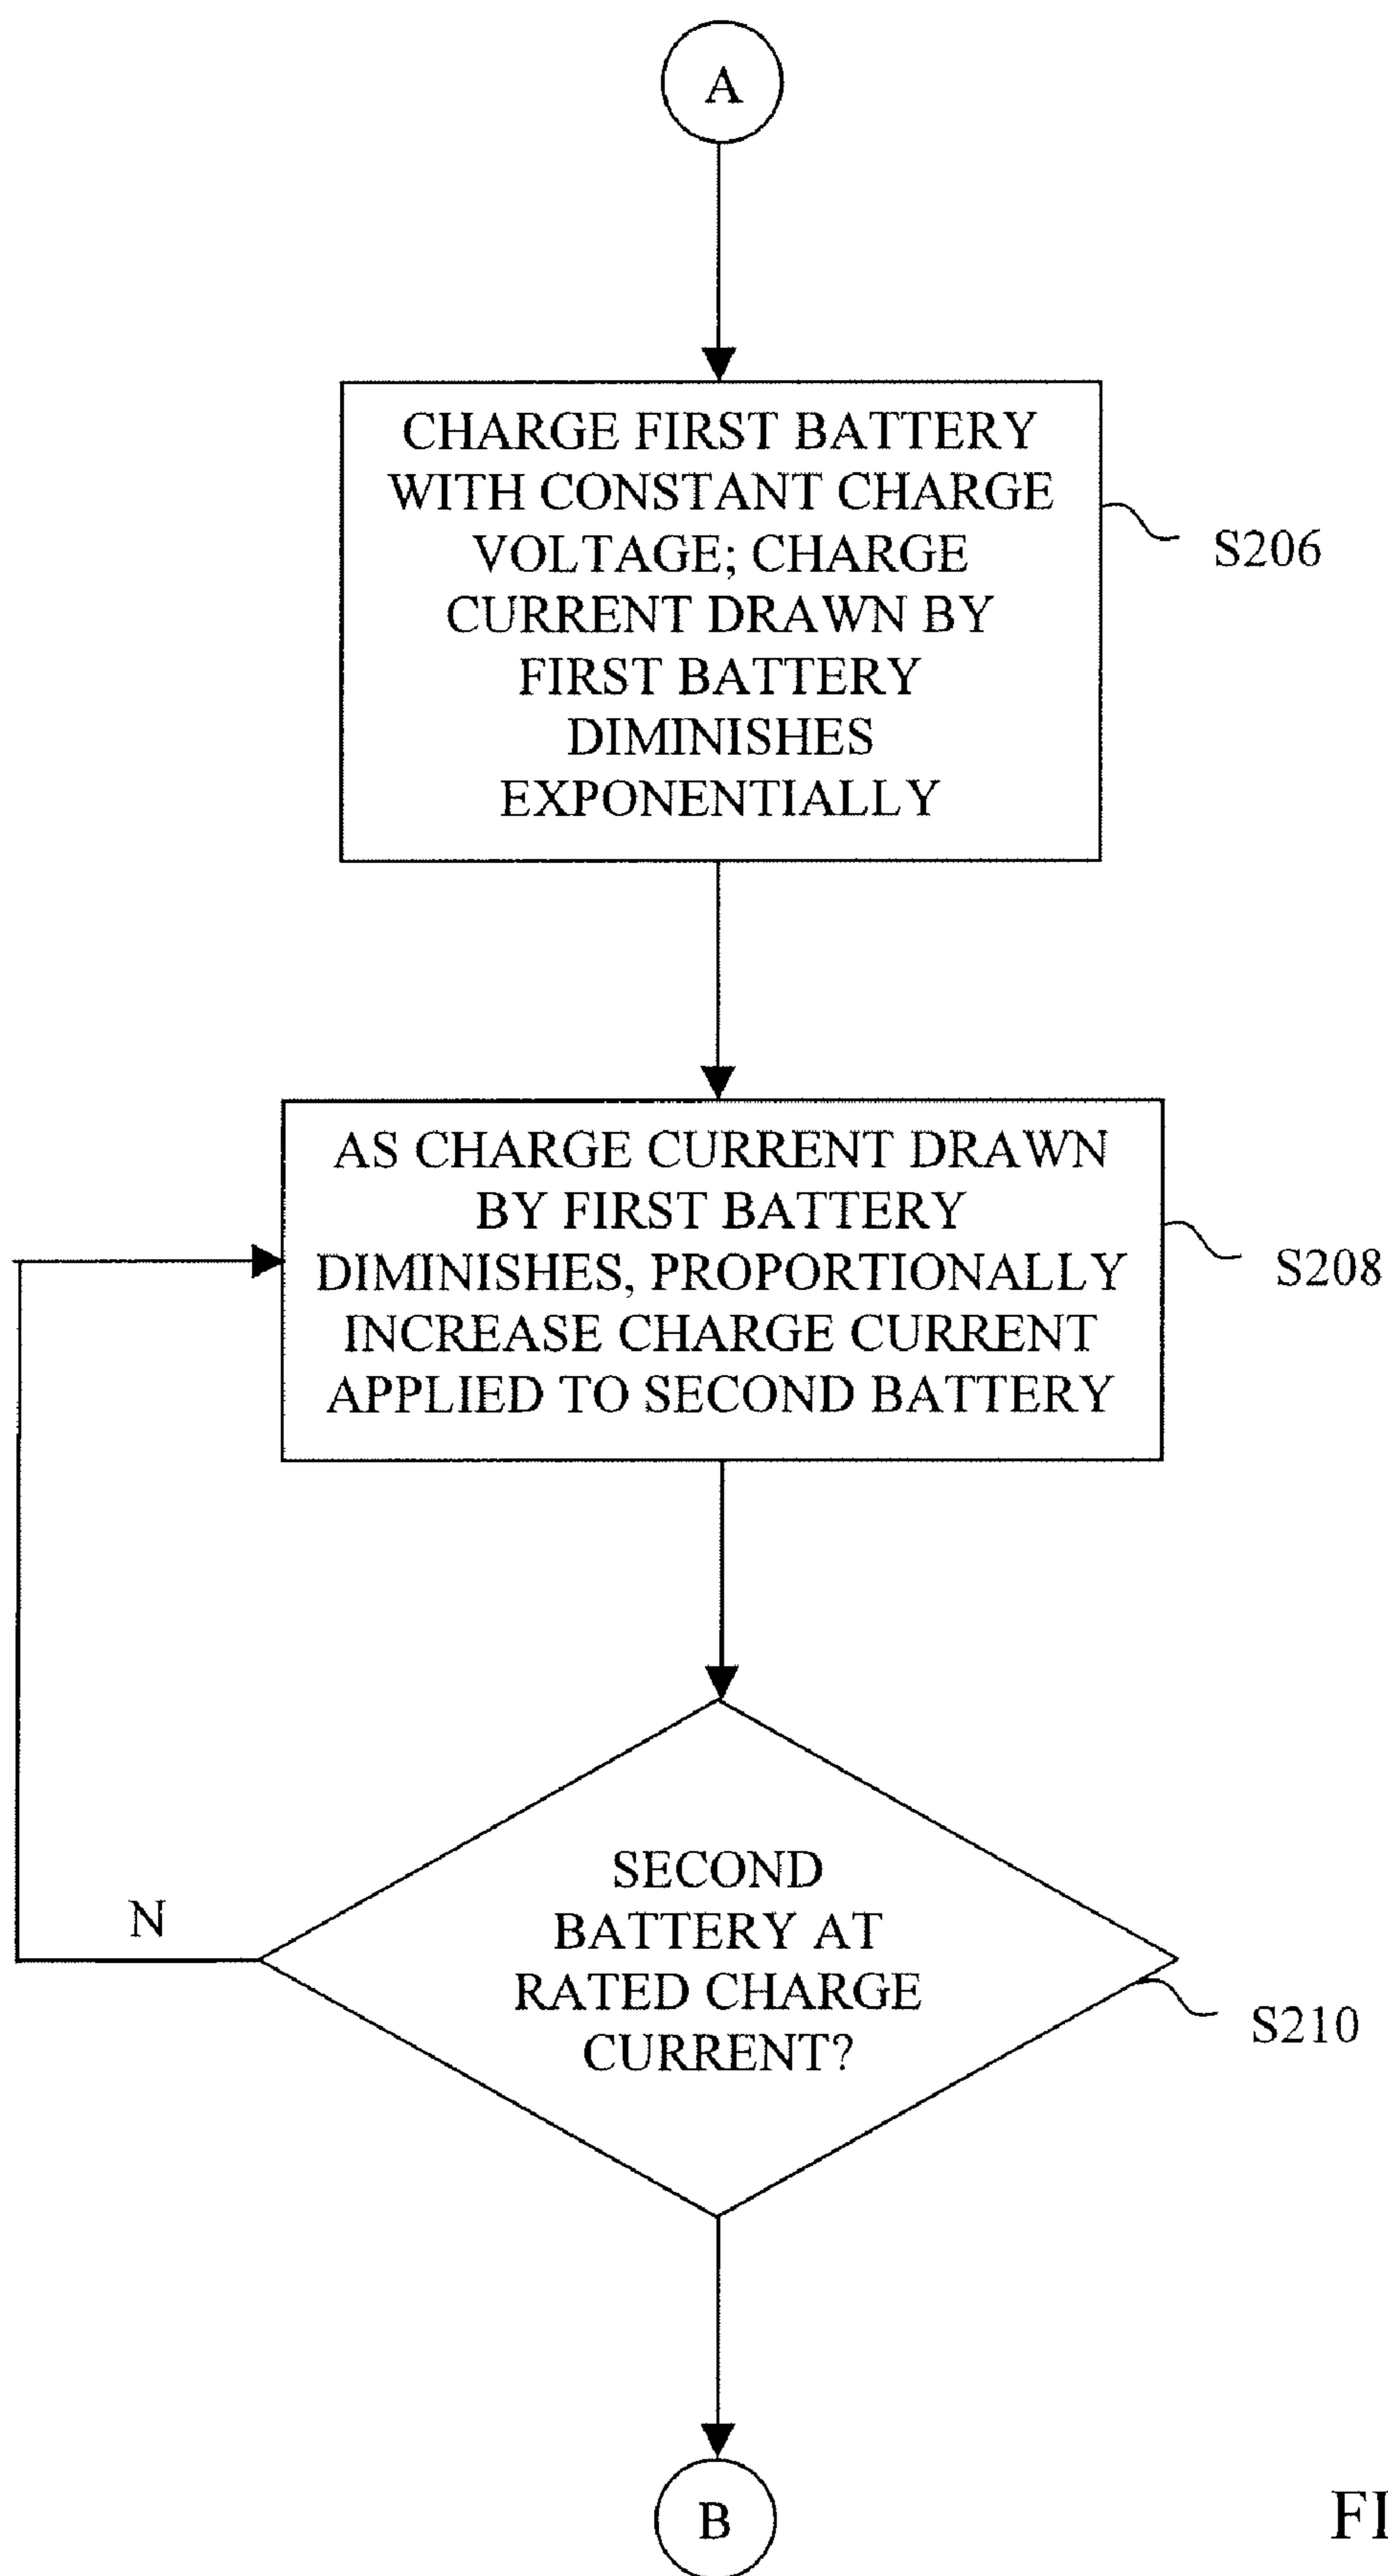 A
CHARGE FIRST BATTERY
WITH CONSTANT CHARGE
VOLTAGE; CHARGE
CURRENT DRAWN BY
FIRST BATTERY
DIMINISHES
EXPONENTIALLY
S206
AS CHARGE CURRENT DRAWN
BY FIRST BATTERY
DIMINISHES, PROPORTIONALLY
INCREASE CHARGE CURRENT
APPLIED TO SECOND BATTERY
S208
SECOND
BATTERY AT
RATED CHARGE
CURRENT?
N
S210
B